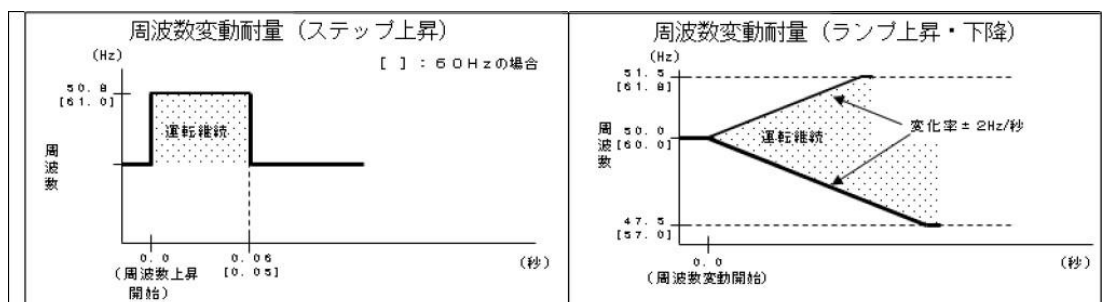 周波数変動耐量（ステップ上昇）
(Hz)
[ ]：60Hzの場合
50.8
[61.0]
運転継続
周波数
0.0
0.06
[0.05]
(秒)
（周波数上昇
開始）
周波数変動耐量（ランプ上昇・下降）
(Hz)
51.5
[61.8]
変化率±2Hz/秒
50.0
[60.0]
運転継続
周波数
47.5
[57.0]
0.0
(秒)
（周波数変動開始）